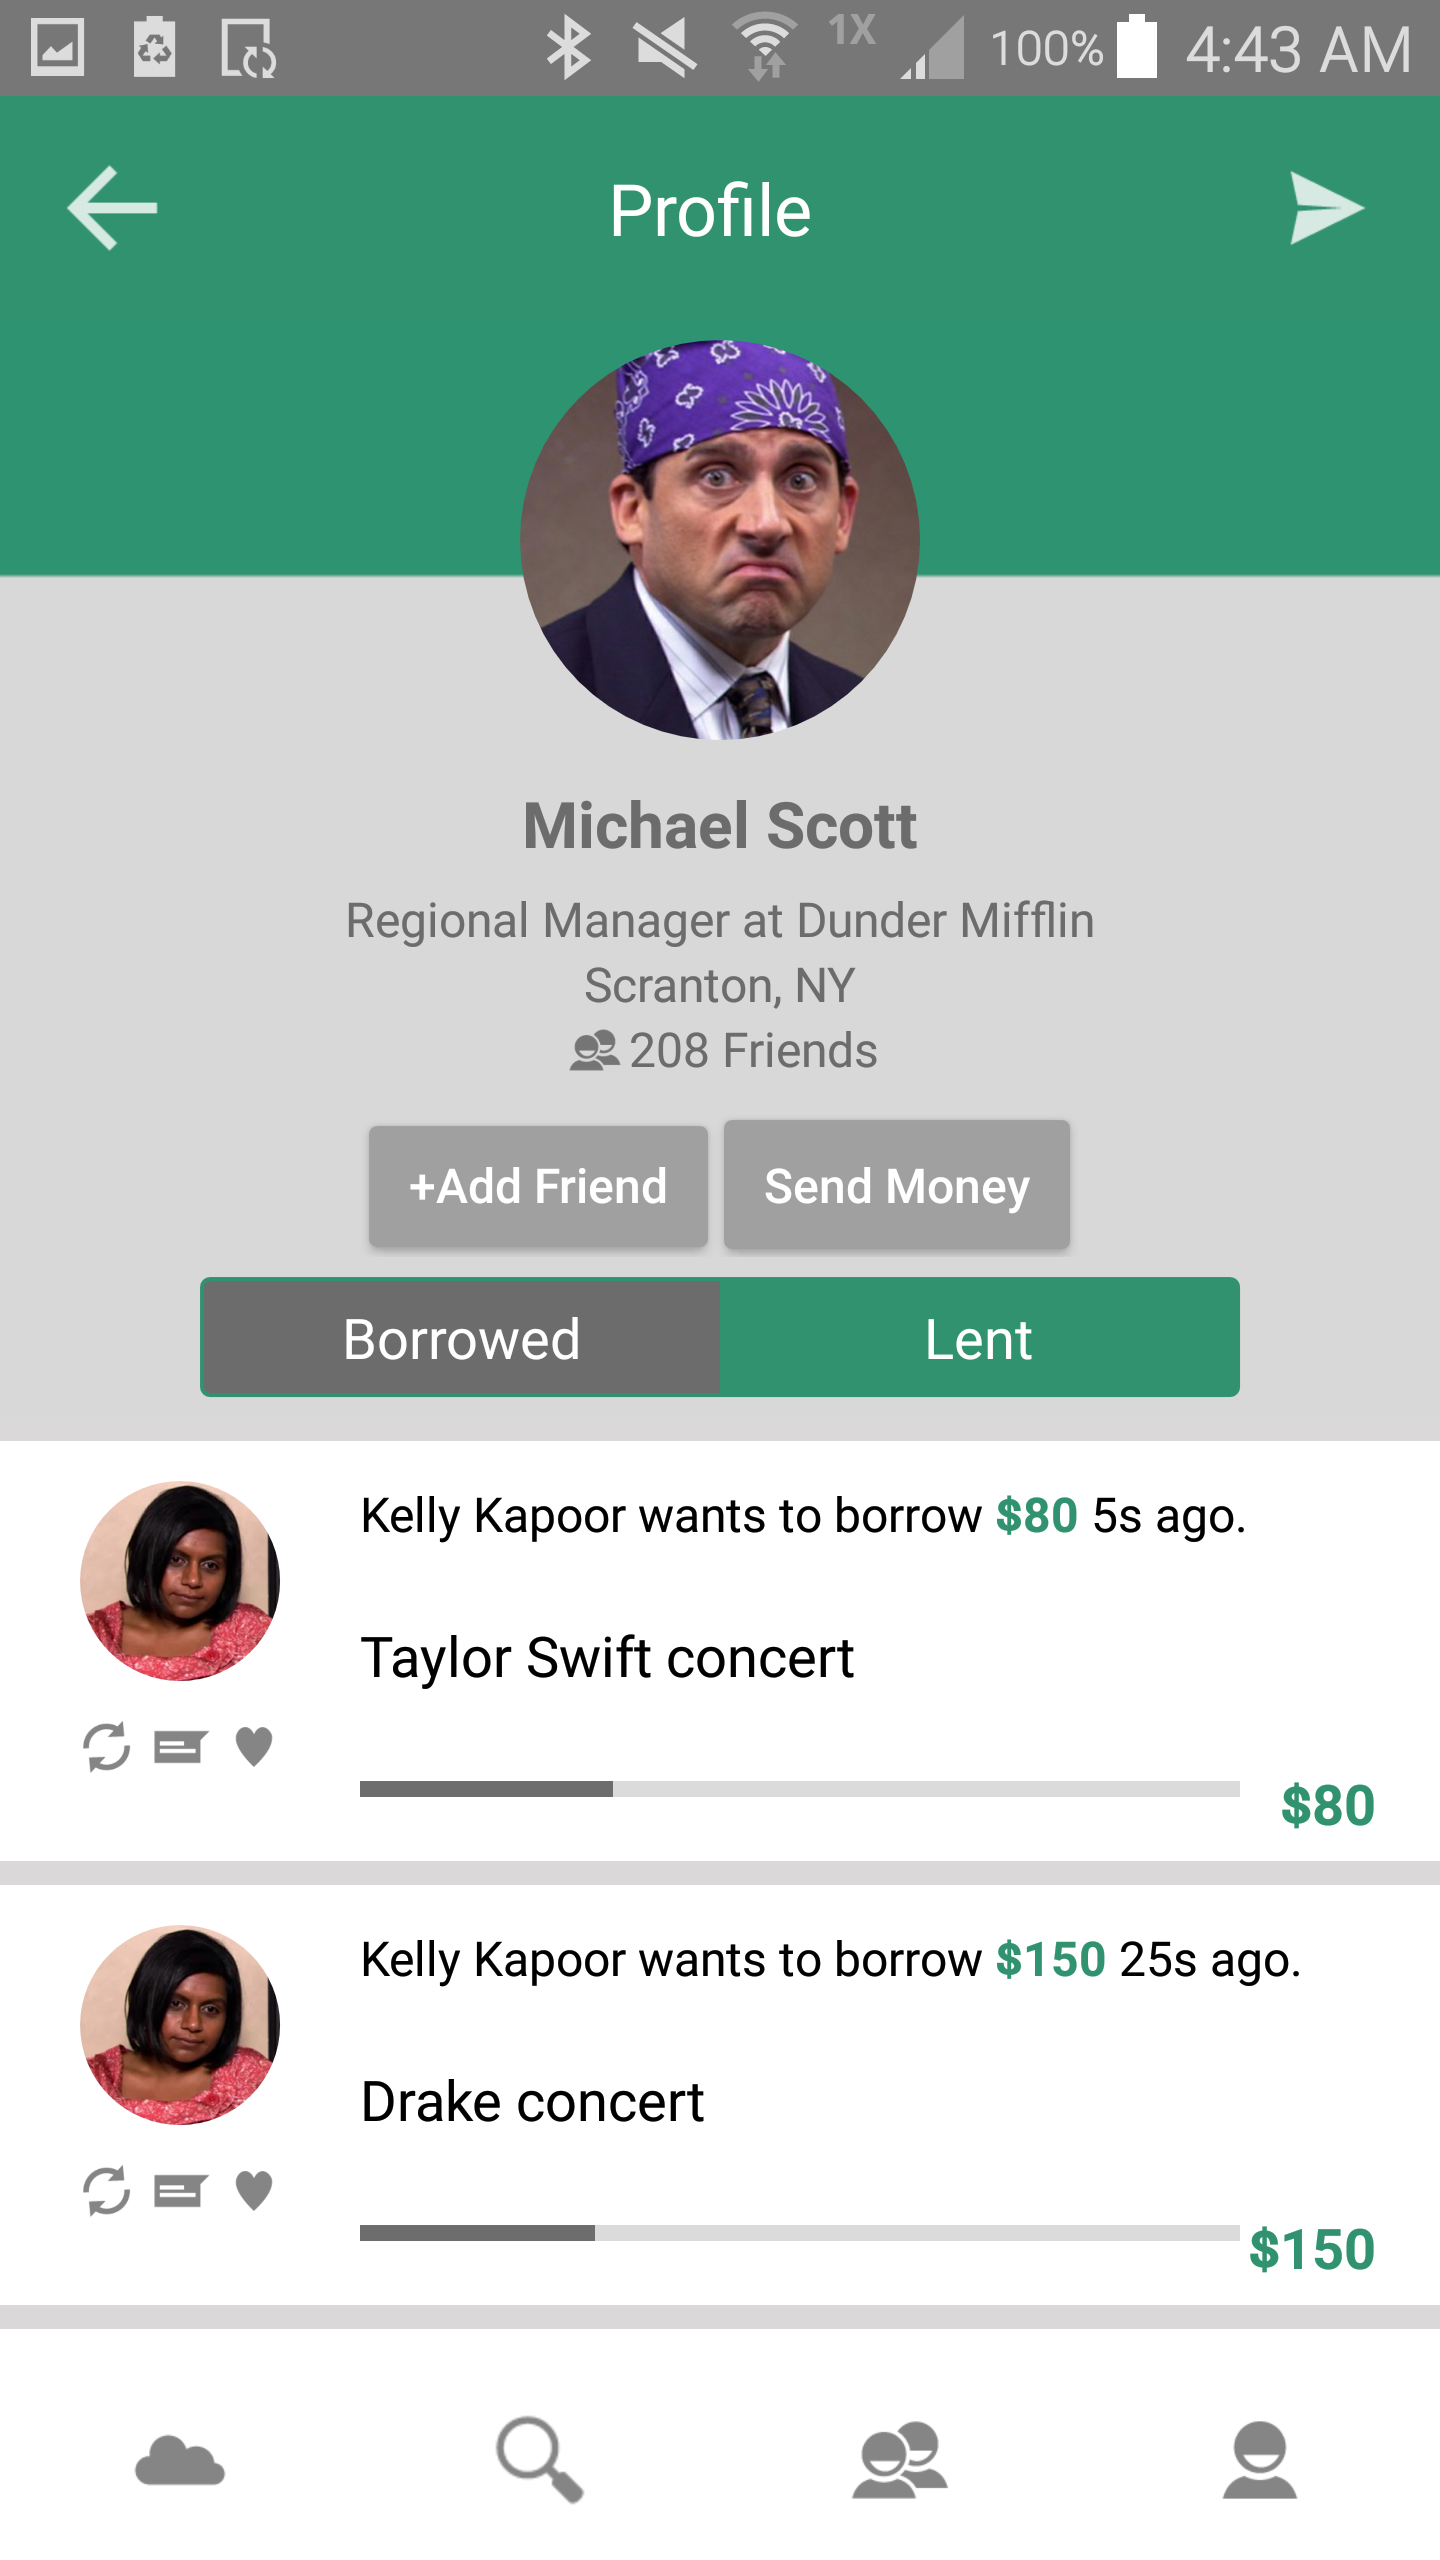 1X 100% 4:43 AM
Profile
Michael Scott
Regional Manager at Dunder Mifflin
Scranton, NY
208 Friends
+Add Friend Send Money
Borrowed Lent
Kelly Kapoor wants to borrow $80 5s ago.
Taylor Swift concert
$80
Kelly Kapoor wants to borrow $150 25s ago.
Drake concert
$150